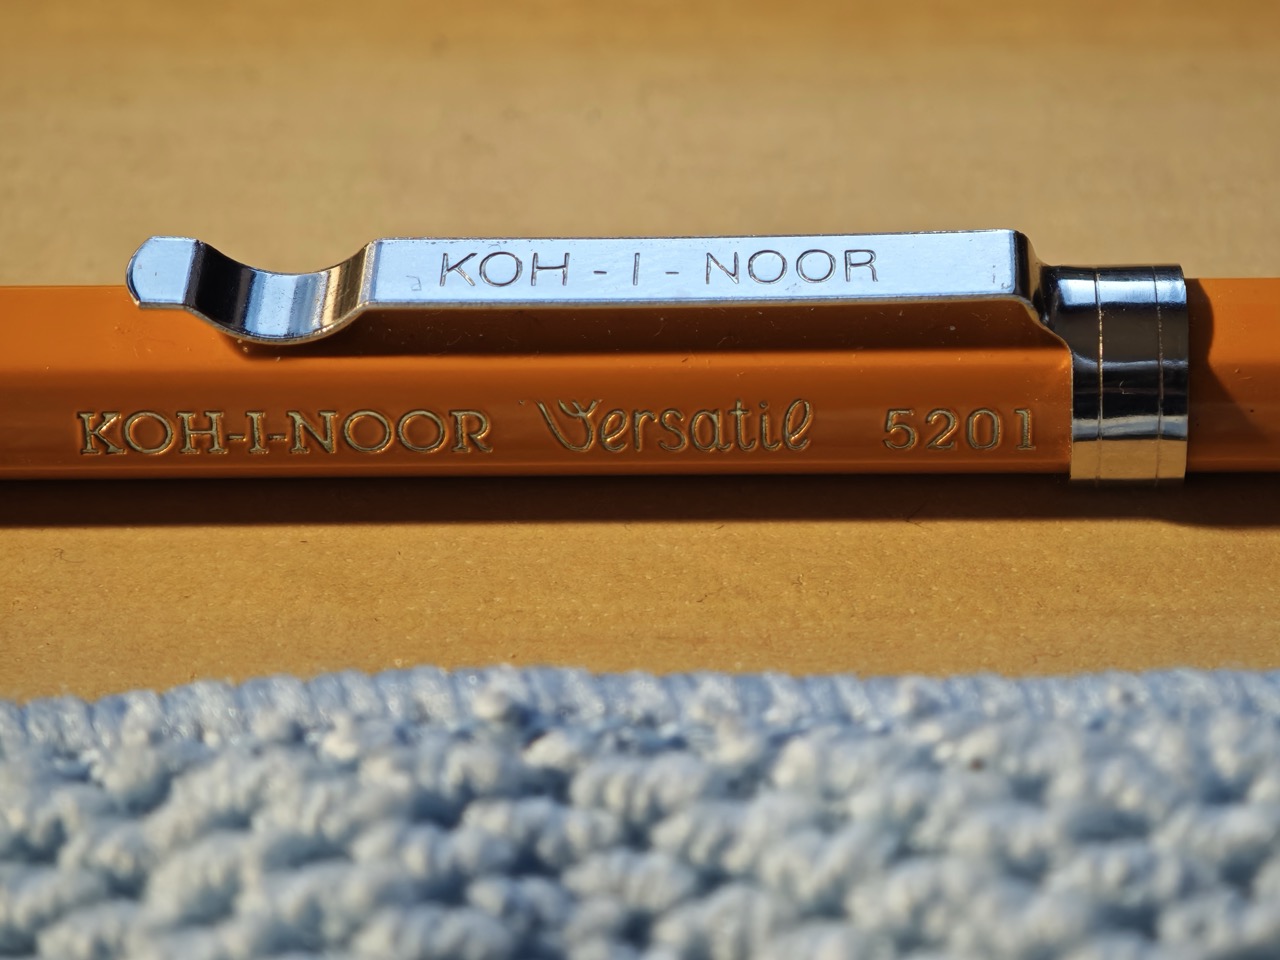 KOH - I - NOOR
KOH-I-NOOR Versatil 5201